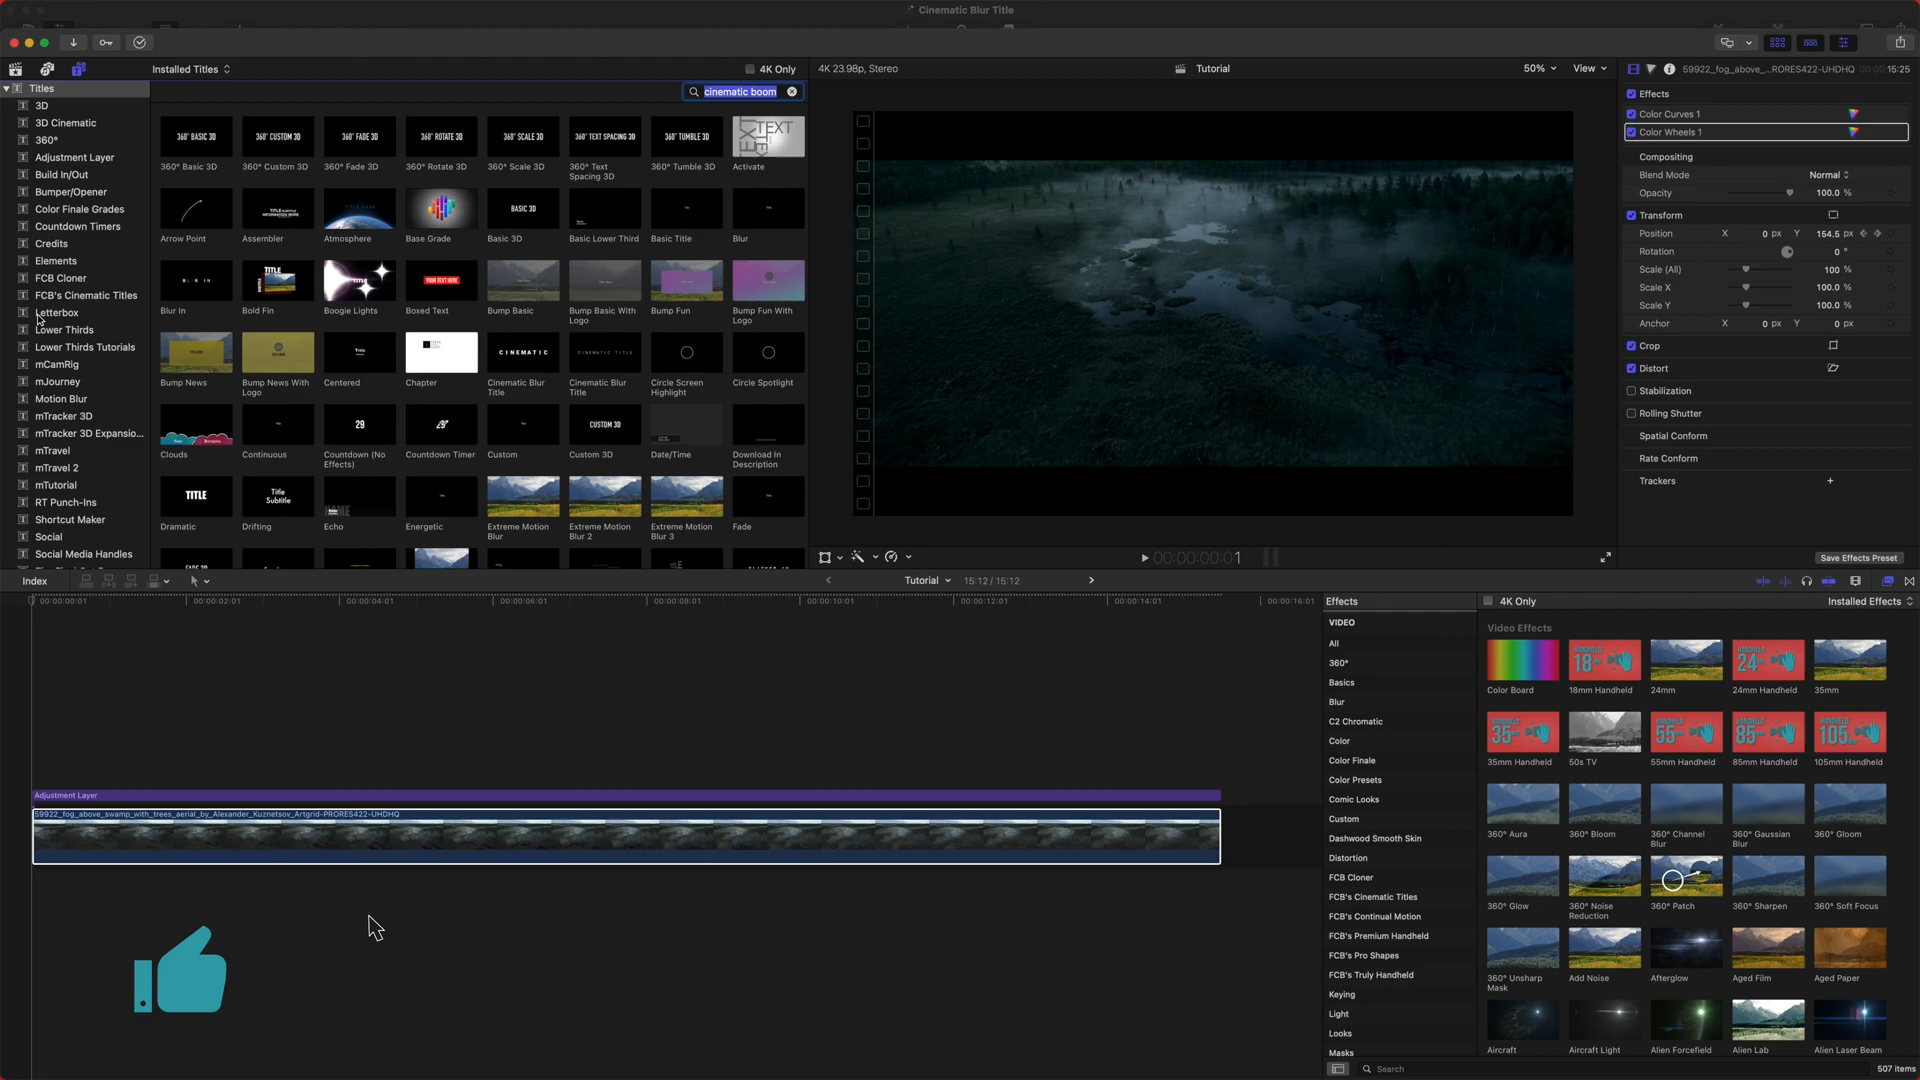 Cinematic Blur Title
Installed Titles
4K Only
4K 23.98p, Stereo
Tutorial
50%
View
59922_fog_above_...RORES422-UHDHQ
15:25
Titles
3D
3D Cinematic
360°
Adjustment Layer
Build In/Out
Bumper/Opener
Color Finale Grades
Countdown Timers
Credits
Elements
FCB Cloner
FCB's Cinematic Titles
Letterbox
Lower Thirds
Lower Thirds Tutorials
mCamRig
mJourney
Motion Blur
mTracker 3D
mTracker 3D Expansio...
mTravel
mTravel 2
mTutorial
RT Punch-Ins
Shortcut Maker
Social
Social Media Handles
cinematic boom
360° BASIC 3D
360° CUSTOM 3D
360° FADE 3D
360° ROTATE 3D
360° SCALE 3D
360° TEXT SPACING 3D
360° TUMBLE 3D
TEXT
360° Basic 3D
360° Custom 3D
360° Fade 3D
360° Rotate 3D
360° Scale 3D
360° Text
Spacing 3D
360° Tumble 3D
Activate
BASIC 3D
Arrow Point
Assembler
Atmosphere
Base Grade
Basic 3D
Basic Lower Third
Basic Title
Blur
YOUR TEXT HERE
Blur In
Bold Fin
Boogie Lights
Boxed Text
Bump Basic
Bump Basic With
Logo
Bump Fun
Bump Fun With
Logo
CINEMATIC
CINEMATIC TITLE
Bump News
Bump News With
Logo
Centered
Chapter
Cinematic Blur
Title
Cinematic Blur
Title
Circle Screen
Highlight
Circle Spotlight
29
CUSTOM 3D
Clouds
Continuous
Countdown (No
Effects)
Countdown Timer
Custom
Custom 3D
Date/Time
Download In
Description
TITLE
Title
Subtitle
Dramatic
Drifting
Echo
Energetic
Extreme Motion
Blur
Extreme Motion
Blur 2
Extreme Motion
Blur 3
Fade
Effects
Color Curves 1
Color Wheels 1
Compositing
Blend Mode
Normal
Opacity
100.0 %
Transform
Position
X
0 px
Y
154.5 px
Rotation
0 °
Scale (All)
100 %
Scale X
100.0 %
Scale Y
100.0 %
Anchor
X
0 px
Y
0 px
Crop
Distort
Stabilization
Rolling Shutter
Spatial Conform
Rate Conform
Trackers
+
Save Effects Preset
00:00:00:01
Index
Tutorial
15:12 / 15:12
00:00:00:01
00:00:02:01
00:00:04:01
00:00:06:01
00:00:08:01
00:00:10:01
00:00:12:01
00:00:14:01
00:00:16:01
Adjustment Layer
59922_fog_above_swamp_with_trees_aerial_by_Alexander_Kuznetsov_Artgrid-PRORES422-UHDHQ
Effects
4K Only
Installed Effects
VIDEO
All
360°
Basics
Blur
C2 Chromatic
Color
Color Finale
Color Presets
Comic Looks
Custom
Dashwood Smooth Skin
Distortion
FCB Cloner
FCB's Cinematic Titles
FCB's Continual Motion
FCB's Premium Handheld
FCB's Pro Shapes
FCB's Truly Handheld
Keying
Light
Looks
Masks
Video Effects
HANDHELD
18
HANDHELD
24
Color Board
18mm Handheld
24mm
24mm Handheld
35mm
HANDHELD
35
HANDHELD
55
HANDHELD
85
HANDHELD
105
35mm Handheld
50s TV
55mm Handheld
85mm Handheld
105mm Handheld
360° Aura
360° Bloom
360° Channel
Blur
360° Gaussian
Blur
360° Gloom
360° Glow
360° Noise
Reduction
360° Patch
360° Sharpen
360° Soft Focus
360° Unsharp
Mask
Add Noise
Afterglow
Aged Film
Aged Paper
Aircraft
Aircraft Light
Alien Forcefield
Alien Lab
Alien Laser Beam
Search
507 items